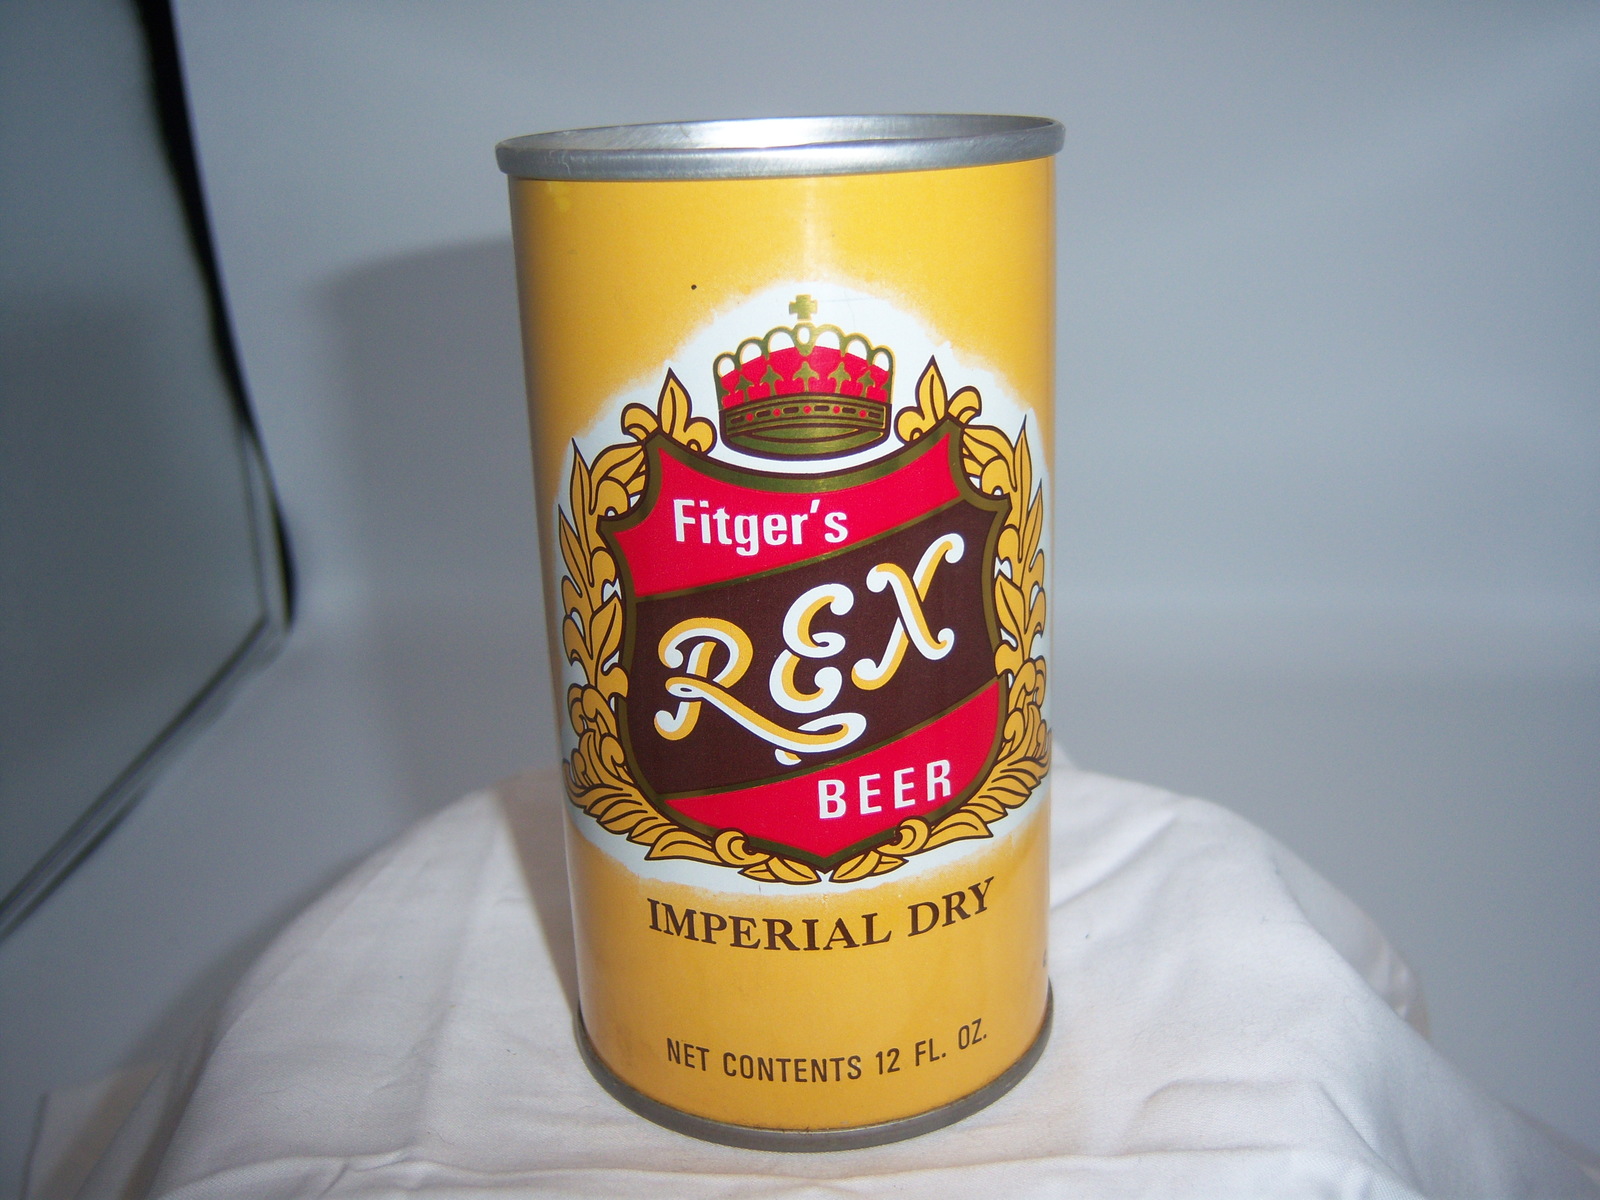 Fitger's
REX
BEER
IMPERIAL DRY
NET CONTENTS 12 FL. OZ.